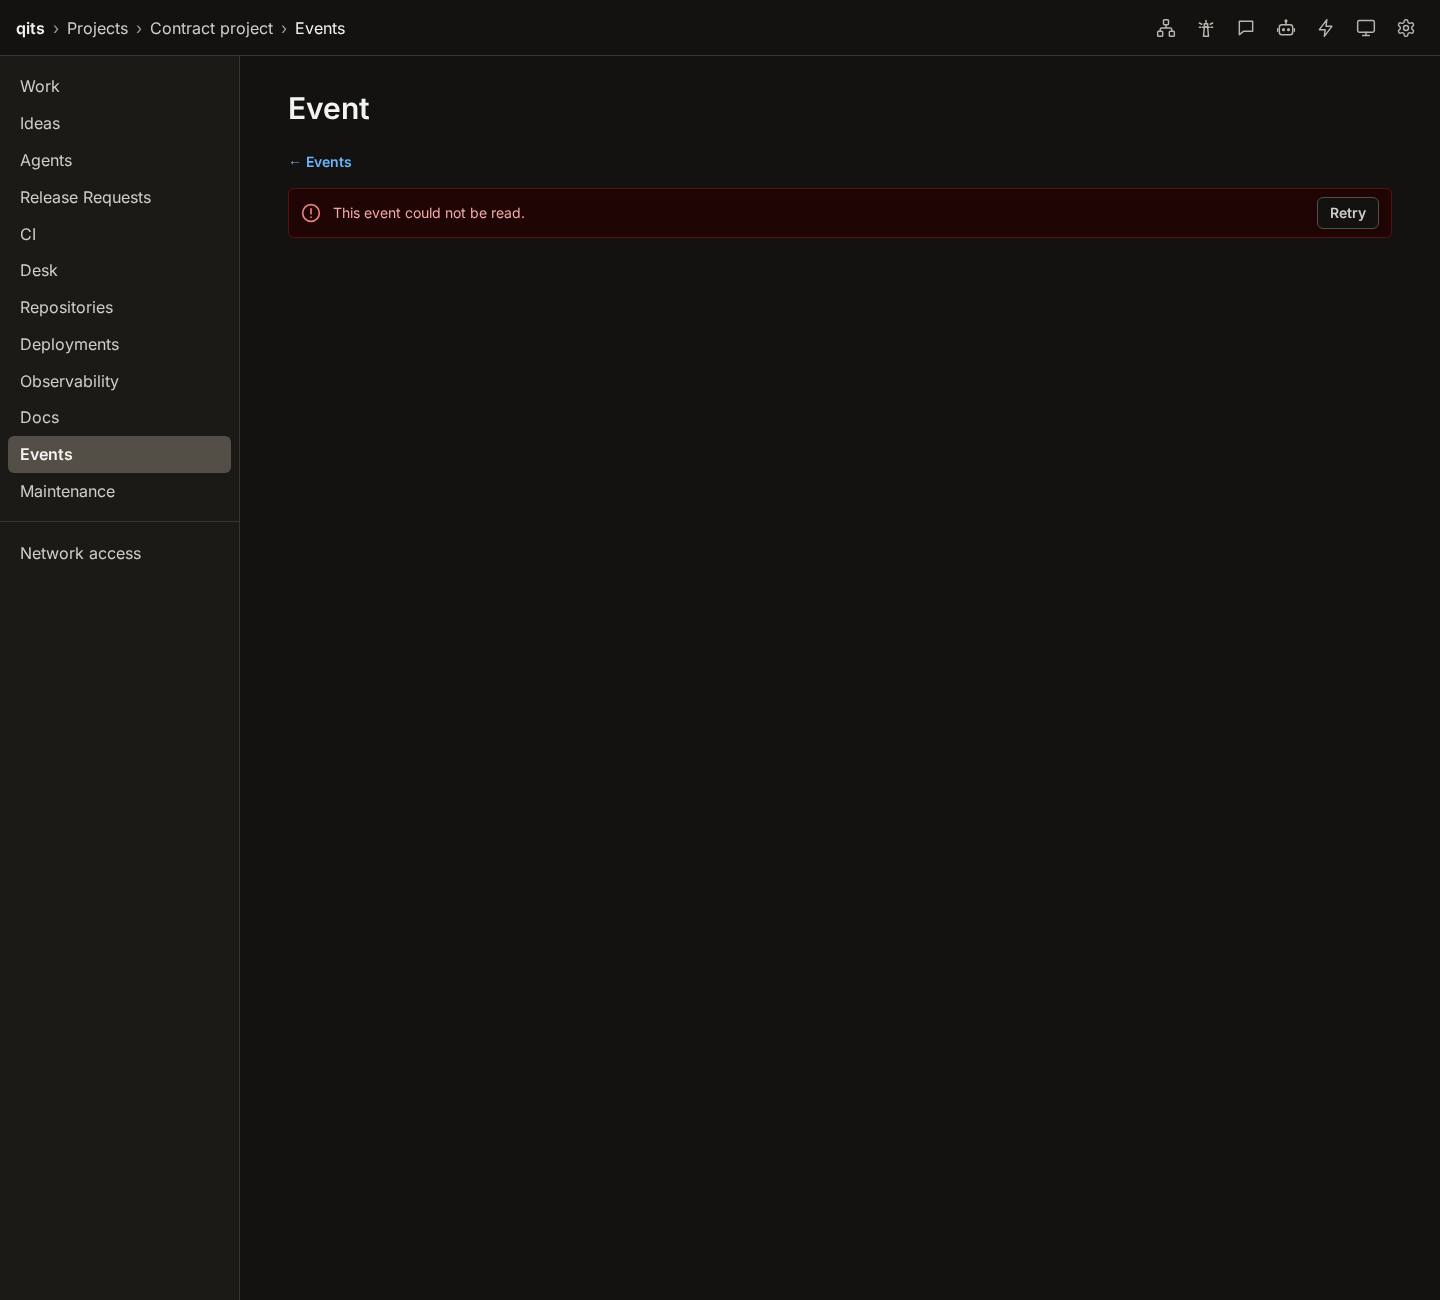 qits › Projects › Contract project › Events
Work
Ideas
Agents
Release Requests
CI
Desk
Repositories
Deployments
Observability
Docs
Events
Maintenance
Network access
Event
← Events
This event could not be read.
Retry